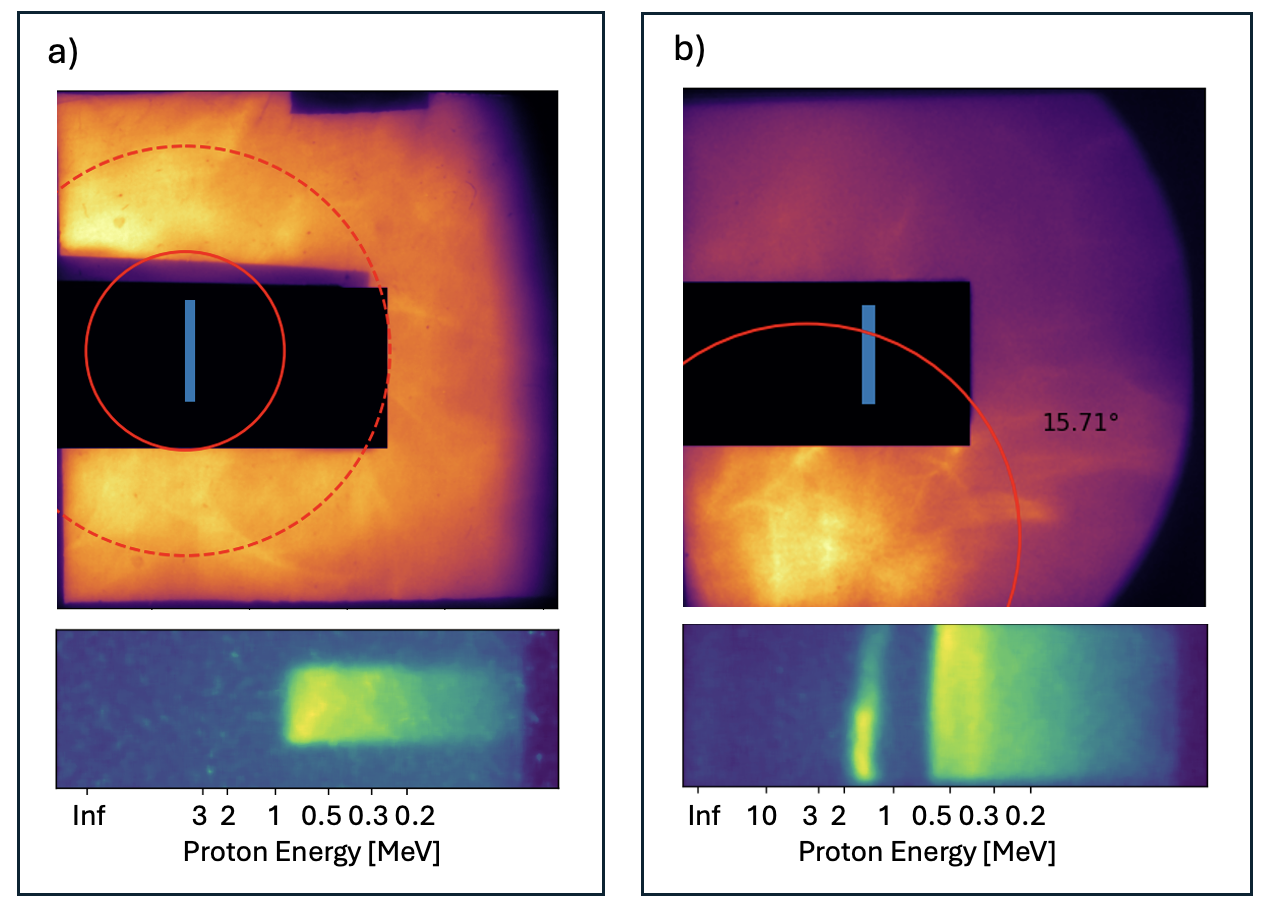 a)
Inf 3 2 1 0.5 0.3 0.2
Proton Energy [MeV]
b)
15.71°
Inf 10 3 2 1 0.5 0.3 0.2
Proton Energy [MeV]